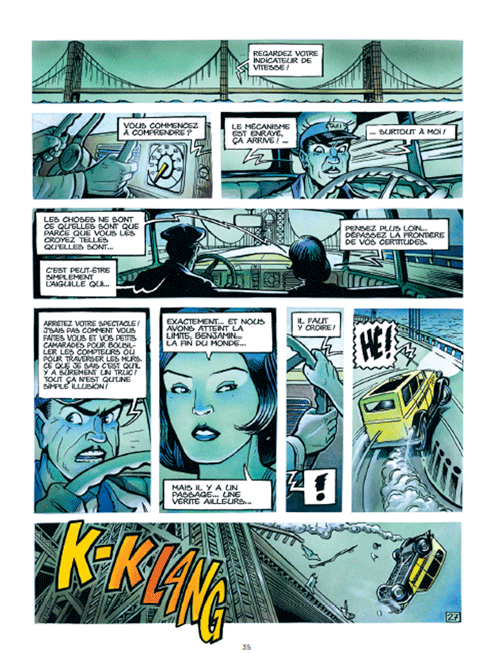 REGARDEZ VOTRE
INDICATEUR DE
VITESSE !
VOUS COMMENCEZ
À COMPRENDRE ?
LE MÉCANISME
EST ENRAYÉ,
ÇA ARRIVE ! ...
TAXI
... SURTOUT À MOI !
LES CHOSES NE SONT
CE QU'ELLES SONT QUE
PARCE QUE VOUS LES
CROYEZ TELLES
QU'ELLES SONT...
C'EST PEUT-ÊTRE
SIMPLEMENT
L'AIGUILLE QUI...
PENSEZ PLUS LOIN...
DÉPASSEZ LA FRONTIÈRE
DE VOS CERTITUDES.
ARRETEZ VOTRE SPECTACLE !
J'SAIS PAS COMMENT VOUS
FAITES VOUS ET VOS PETITS
CAMARADES POUR BOUSIL-
LER LES COMPTEURS OU
POUR TRAVERSER LES MURS.
CE QUE JE SAIS C'EST QU'IL
Y A SÛREMENT UN TRUC !
TOUT ÇA N'EST QU'UNE
SIMPLE ILLUSION !
EXACTEMENT... ET NOUS
AVONS ATTEINT LA
LIMITE, BENJAMIN...
LA FIN DU MONDE...
MAIS IL Y A UN
PASSAGE... UNE
VÉRITÉ AILLEURS...
IL FAUT
Y CROIRE !
!
HÉ!
K-KLANG
27
35